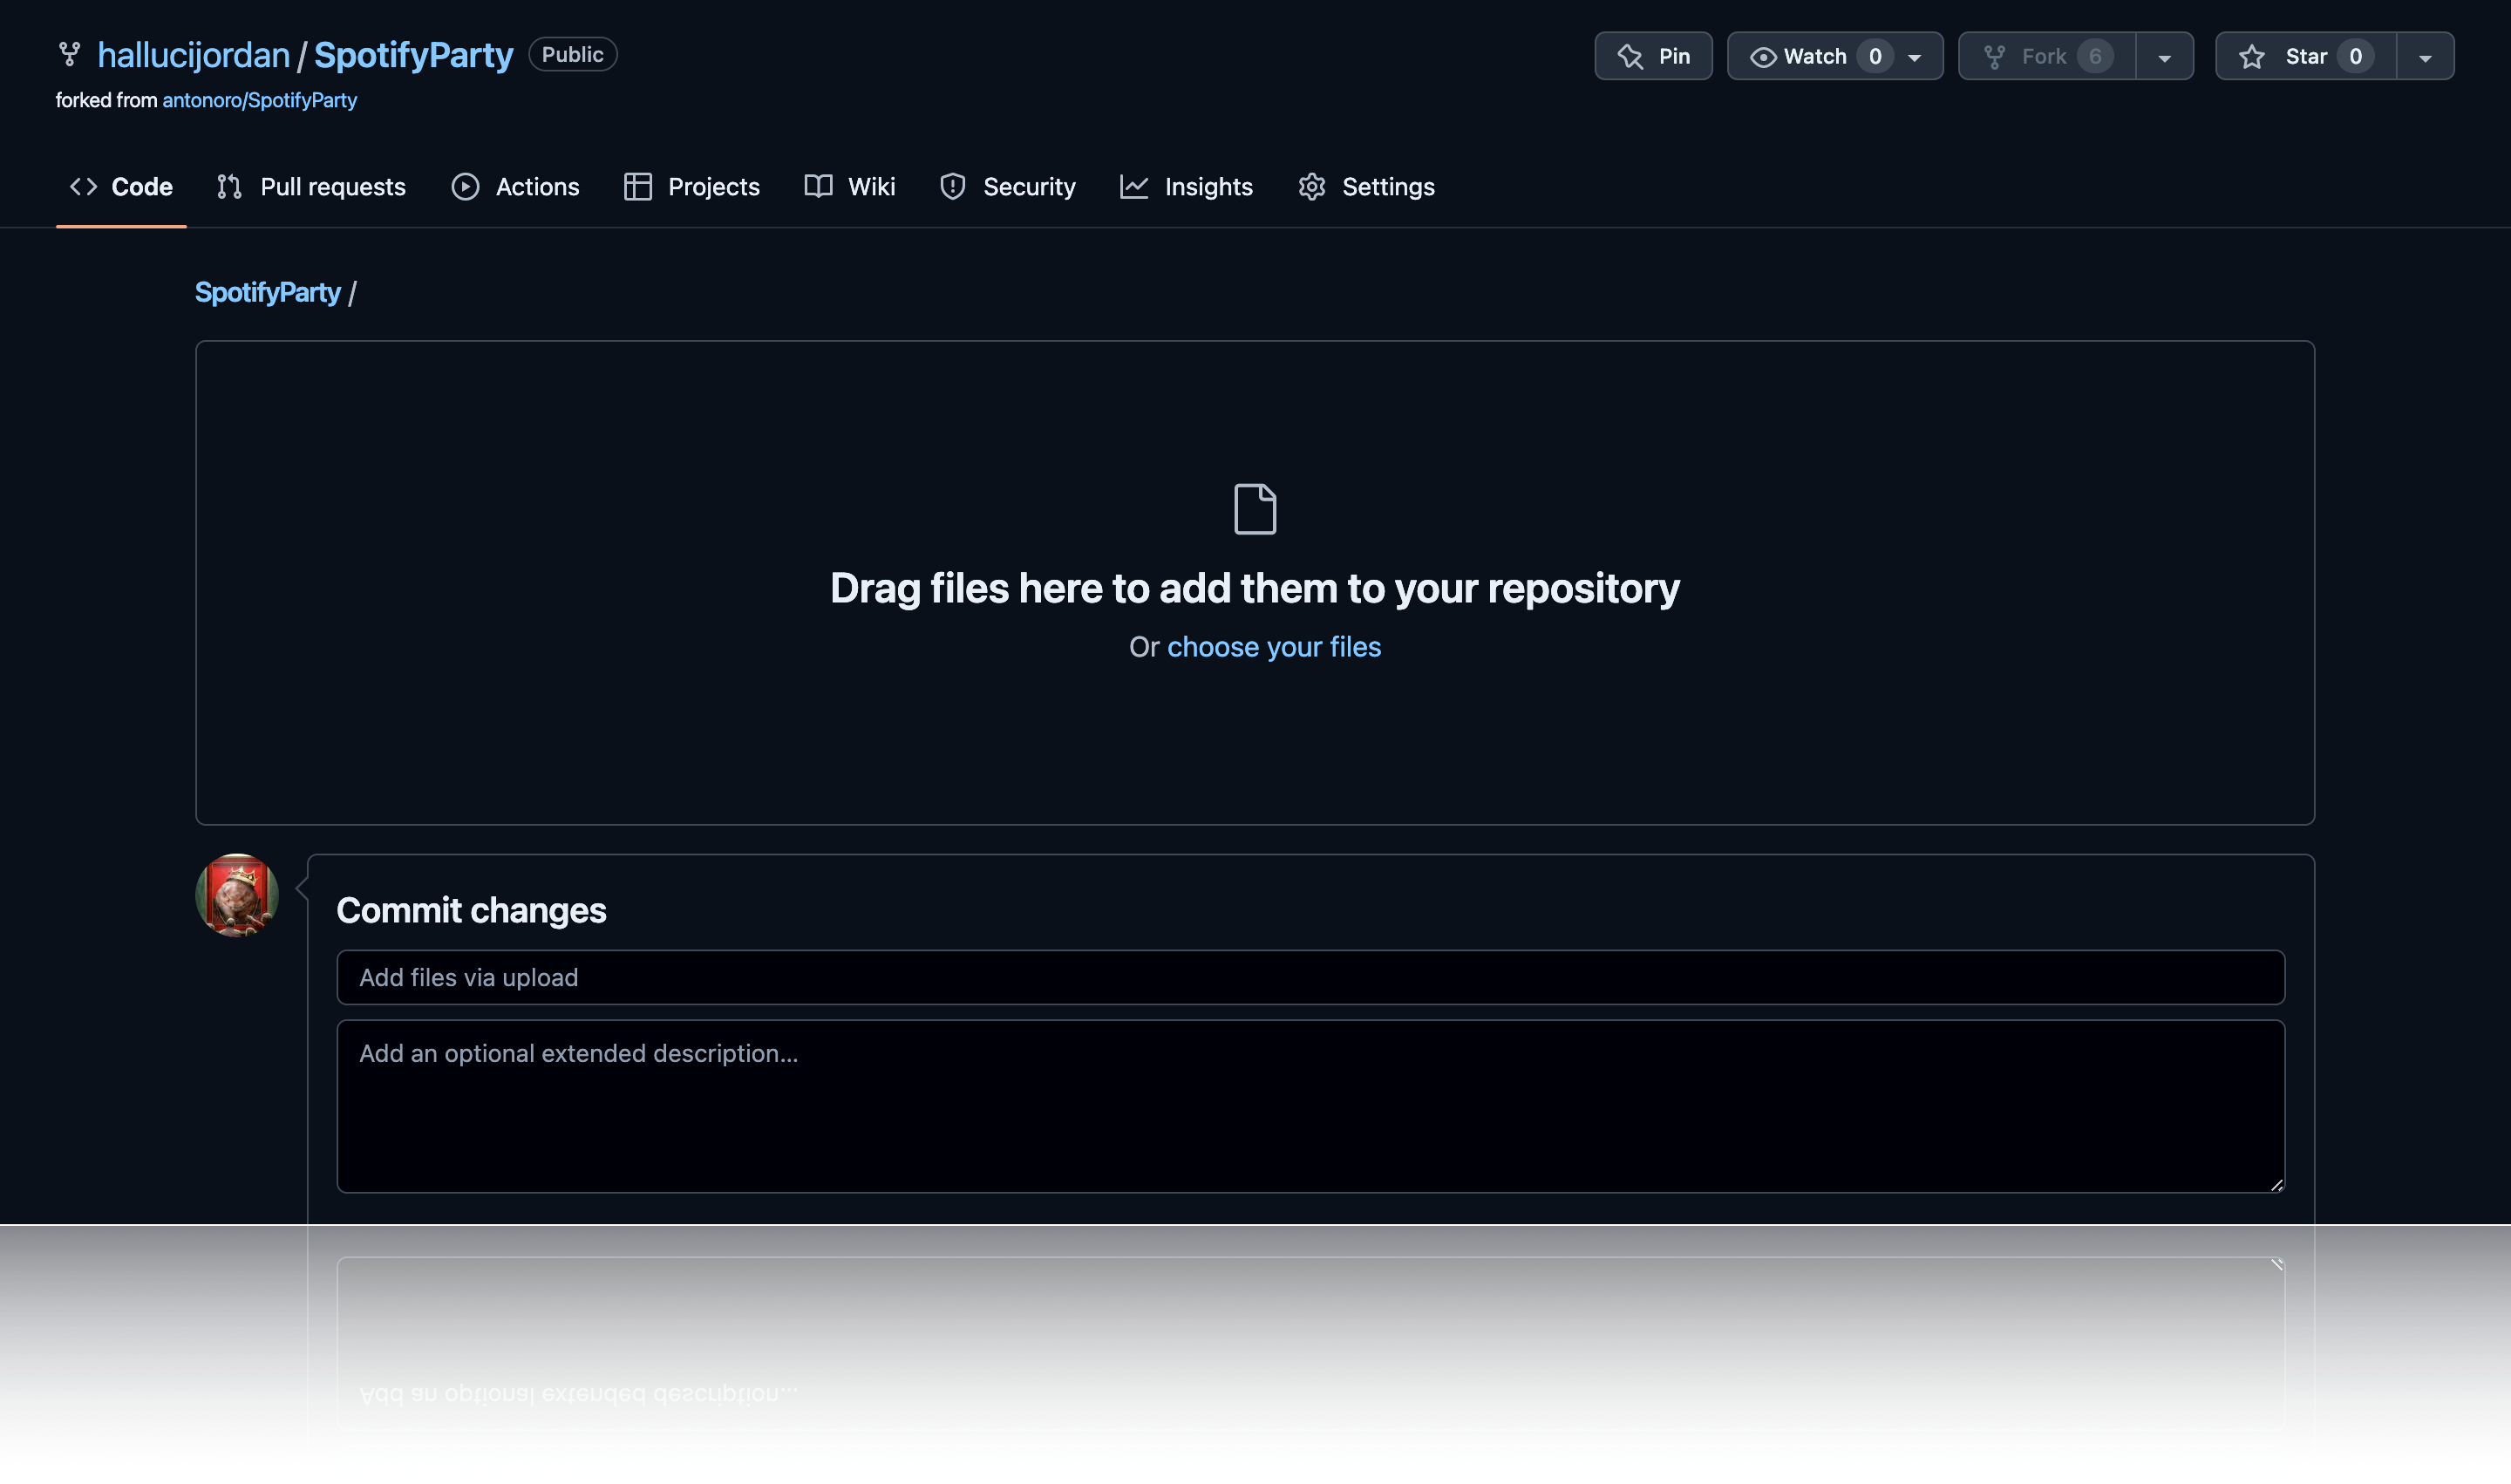 hallucijordan / SpotifyParty Public
Pin
Watch 0
Fork 6
Star 0
forked from antonoro/SpotifyParty
Code Pull requests Actions Projects Wiki Security Insights Settings
SpotifyParty /
Drag files here to add them to your repository
Or choose your files
Commit changes
Add files via upload
Add an optional extended description...
Add an optional extended description...